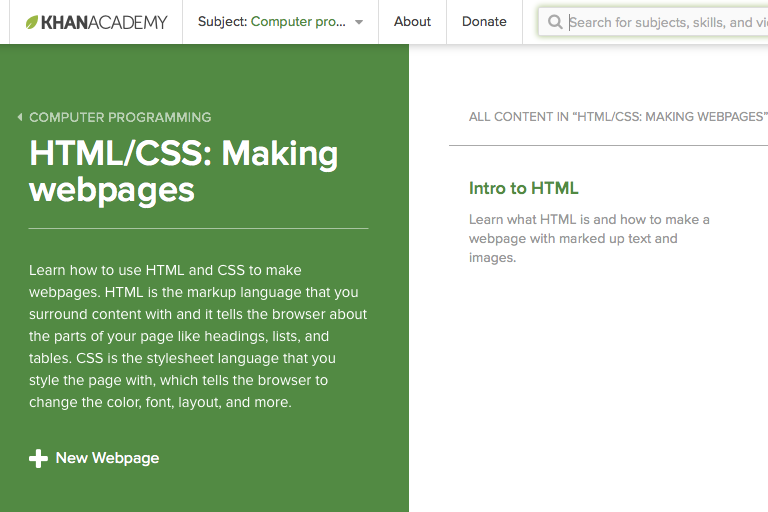 KHANACADEMY
Subject: Computer pro...
About
Donate
Search for subjects, skills, and vi
COMPUTER PROGRAMMING
HTML/CSS: Making
webpages
Learn how to use HTML and CSS to make
webpages. HTML is the markup language that you
surround content with and it tells the browser about
the parts of your page like headings, lists, and
tables. CSS is the stylesheet language that you
style the page with, which tells the browser to
change the color, font, layout, and more.
New Webpage
ALL CONTENT IN “HTML/CSS: MAKING WEBPAGES”
Intro to HTML
Learn what HTML is and how to make a
webpage with marked up text and
images.